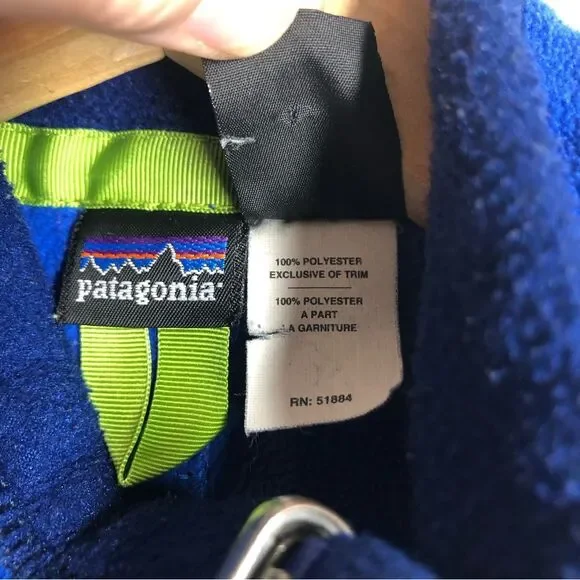 patagonia
100% POLYESTER
EXCLUSIVE OF TRIM
100% POLYESTER
A PART
LA GARNITURE
RN: 51884